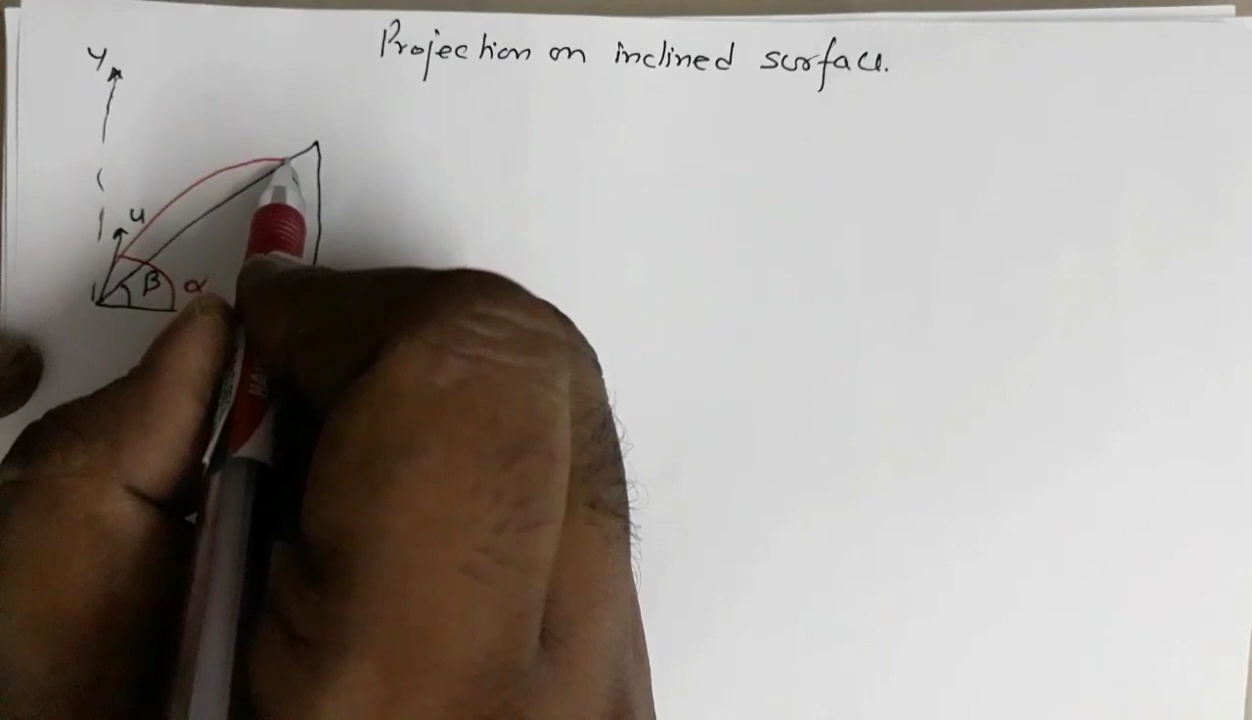 Projection on inclined surface.
y
u
β α